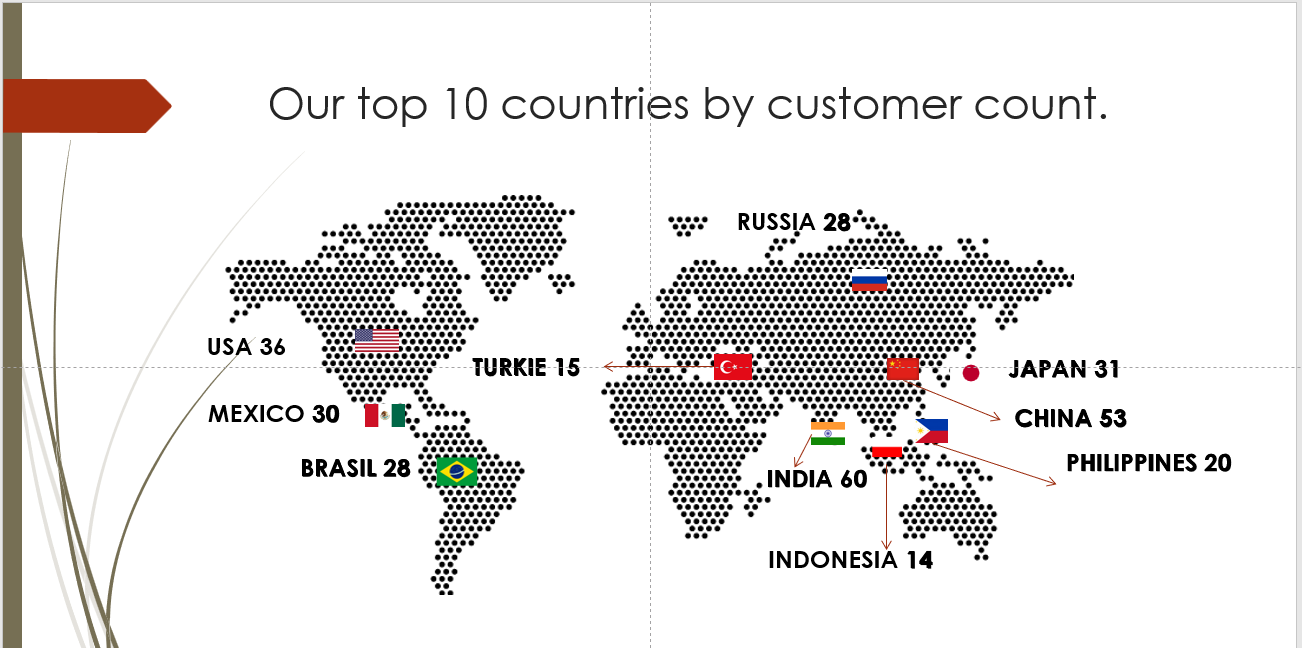 Our top 10 countries by customer count.
RUSSIA 28
USA 36
TURKIE 15
JAPAN 31
MEXICO 30
CHINA 53
BRASIL 28
INDIA 60
PHILIPPINES 20
INDONESIA 14